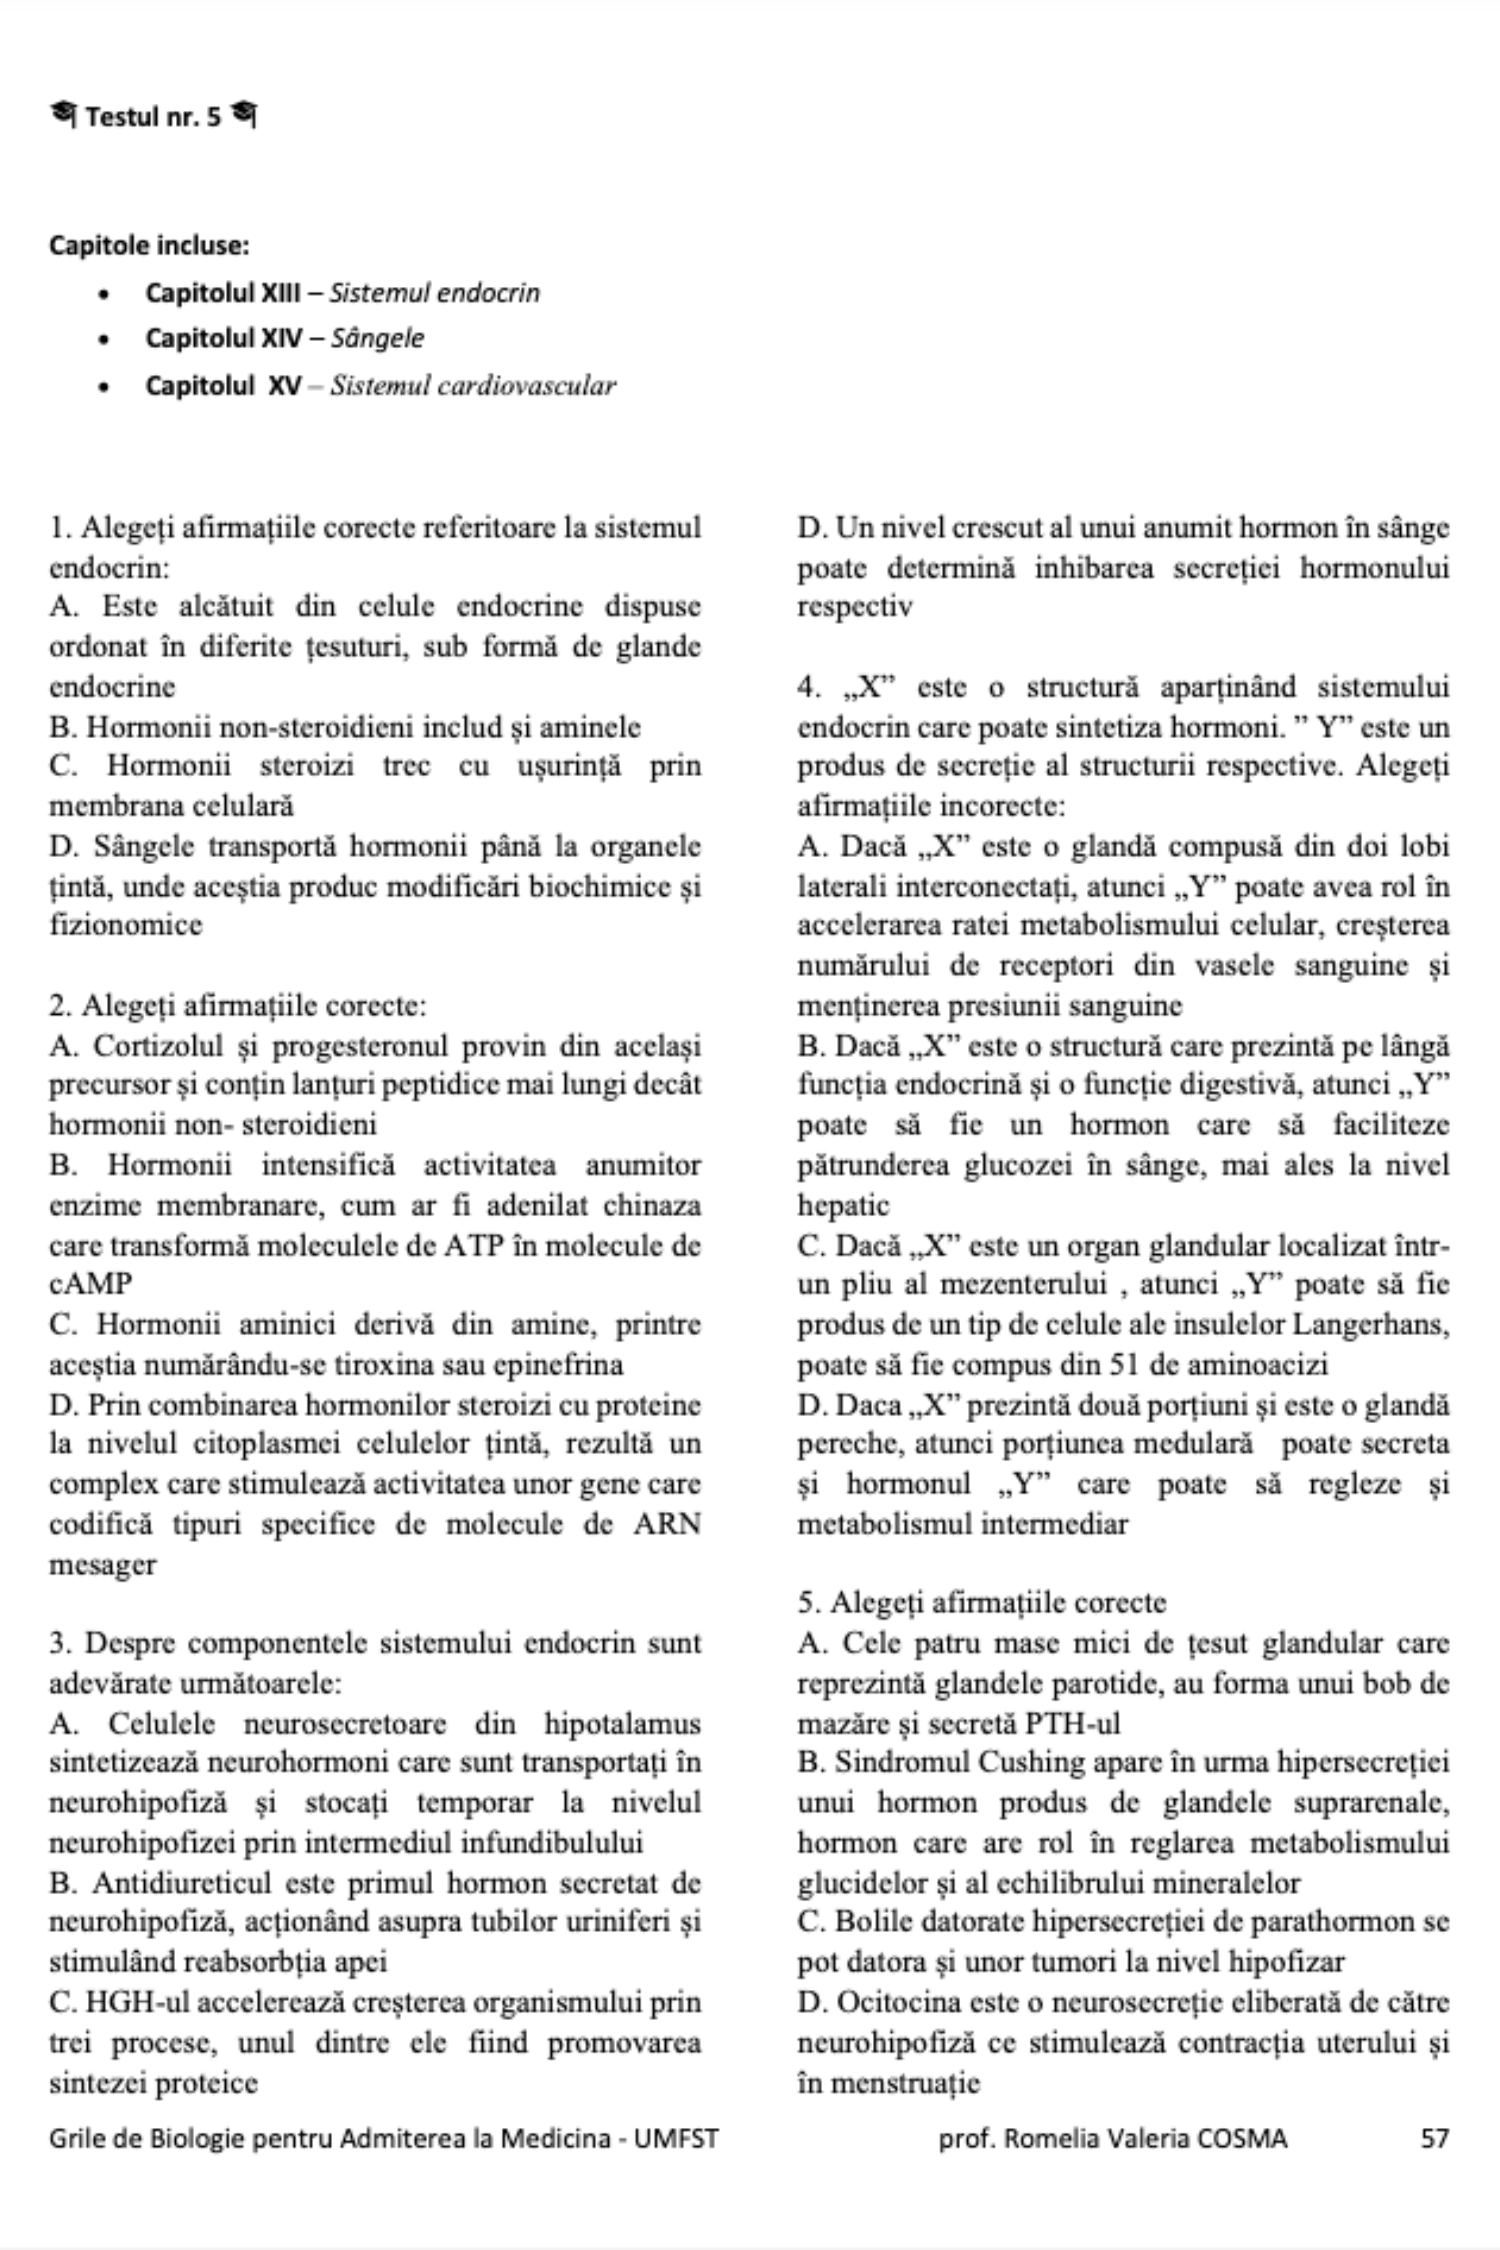 Testul nr. 5
Capitole incluse:
• Capitolul XIII – Sistemul endocrin
• Capitolul XIV – Sângele
• Capitolul XV – Sistemul cardiovascular
1. Alegeți afirmațiile corecte referitoare la sistemul
endocrin:
A. Este alcătuit din celule endocrine dispuse
ordonat în diferite țesuturi, sub formă de glande
endocrine
B. Hormonii non-steroidieni includ și aminele
C. Hormonii steroizi trec cu ușurință prin
membrana celulară
D. Sângele transportă hormonii până la organele
țintă, unde aceștia produc modificări biochimice și
fizionomice
2. Alegeți afirmațiile corecte:
A. Cortizolul și progesteronul provin din același
precursor și conțin lanțuri peptidice mai lungi decât
hormonii non- steroidieni
B. Hormonii intensifică activitatea anumitor
enzime membranare, cum ar fi adenilat chinaza
care transformă moleculele de ATP în molecule de
cAMP
C. Hormonii aminici derivă din amine, printre
aceștia numărându-se tiroxina sau epinefrina
D. Prin combinarea hormonilor steroizi cu proteine
la nivelul citoplasmei celulelor țintă, rezultă un
complex care stimulează activitatea unor gene care
codifică tipuri specifice de molecule de ARN
mesager
3. Despre componentele sistemului endocrin sunt
adevărate următoarele:
A. Celulele neurosecretoare din hipotalamus
sintetizează neurohormoni care sunt transportați în
neurohipofiză și stocați temporar la nivelul
neurohipofizei prin intermediul infundibulului
B. Antidiureticul este primul hormon secretat de
neurohipofiză, acționând asupra tubilor uriniferi și
stimulând reabsorbția apei
C. HGH-ul accelerează creșterea organismului prin
trei procese, unul dintre ele fiind promovarea
sintezei proteice
D. Un nivel crescut al unui anumit hormon în sânge
poate determină inhibarea secreției hormonului
respectiv
4. „X” este o structură aparținând sistemului
endocrin care poate sintetiza hormoni. ” Y” este un
produs de secreție al structurii respective. Alegeți
afirmațiile incorecte:
A. Dacă „X” este o glandă compusă din doi lobi
laterali interconectați, atunci „Y” poate avea rol în
accelerarea ratei metabolismului celular, creșterea
numărului de receptori din vasele sanguine și
menținerea presiunii sanguine
B. Dacă „X” este o structură care prezintă pe lângă
funcția endocrină și o funcție digestivă, atunci „Y”
poate să fie un hormon care să faciliteze
pătrunderea glucozei în sânge, mai ales la nivel
hepatic
C. Dacă „X” este un organ glandular localizat într-
un pliu al mezenterului , atunci „Y” poate să fie
produs de un tip de celule ale insulelor Langerhans,
poate să fie compus din 51 de aminoacizi
D. Daca „X” prezintă două porțiuni și este o glandă
pereche, atunci porțiunea medulară poate secreta
și hormonul „Y” care poate să regleze și
metabolismul intermediar
5. Alegeți afirmațiile corecte
A. Cele patru mase mici de țesut glandular care
reprezintă glandele parotide, au forma unui bob de
mazăre și secretă PTH-ul
B. Sindromul Cushing apare în urma hipersecreției
unui hormon produs de glandele suprarenale,
hormon care are rol în reglarea metabolismului
glucidelor și al echilibrului mineralelor
C. Bolile datorate hipersecreției de parathormon se
pot datora și unor tumori la nivel hipofizar
D. Ocitocina este o neurosecreție eliberată de către
neurohipofiză ce stimulează contracția uterului și
în menstruație
Grile de Biologie pentru Admiterea la Medicina - UMFST prof. Romelia Valeria COSMA 57